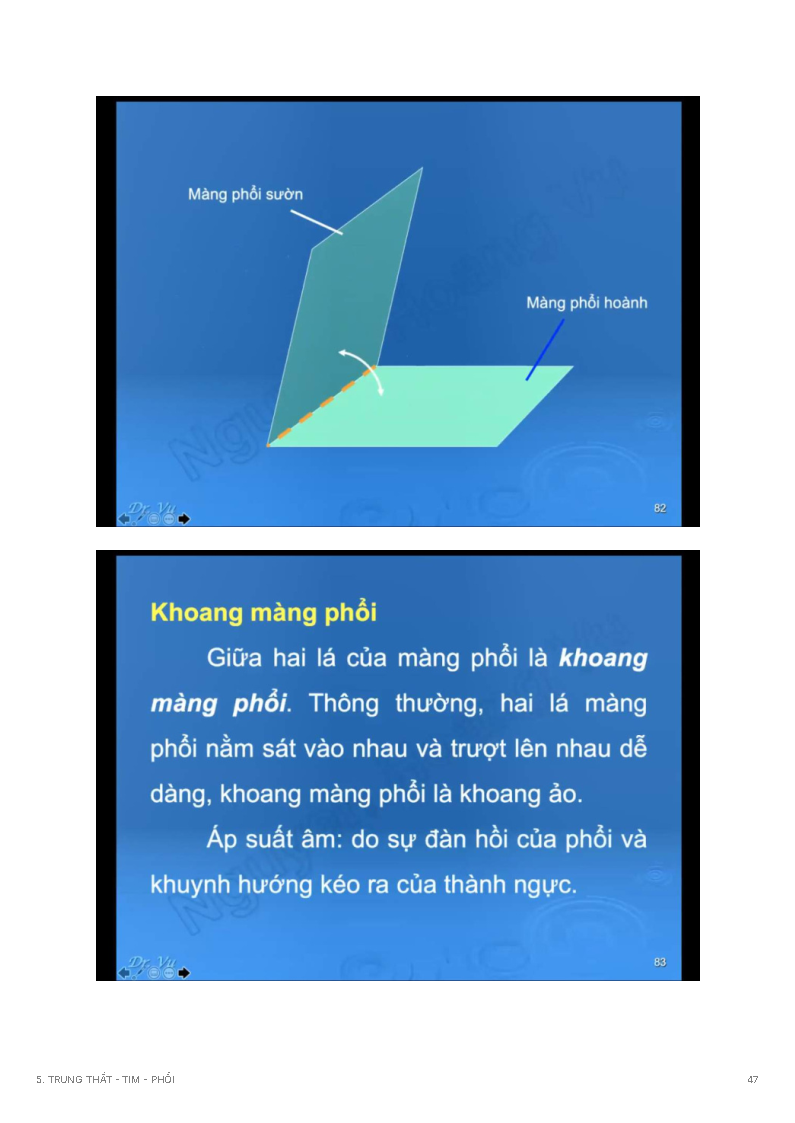 Màng phổi sườn
Màng phổi hoành
Dr. Vu
82
Khoang màng phổi
Giữa hai lá của màng phổi là khoang
màng phổi. Thông thường, hai lá màng
phổi nằm sát vào nhau và trượt lên nhau dễ
dàng, khoang màng phổi là khoang ảo.
Áp suất âm: do sự đàn hồi của phổi và
khuynh hướng kéo ra của thành ngực.
Dr. Vu
83
5. TRUNG THẤT - TIM - PHỔI
47